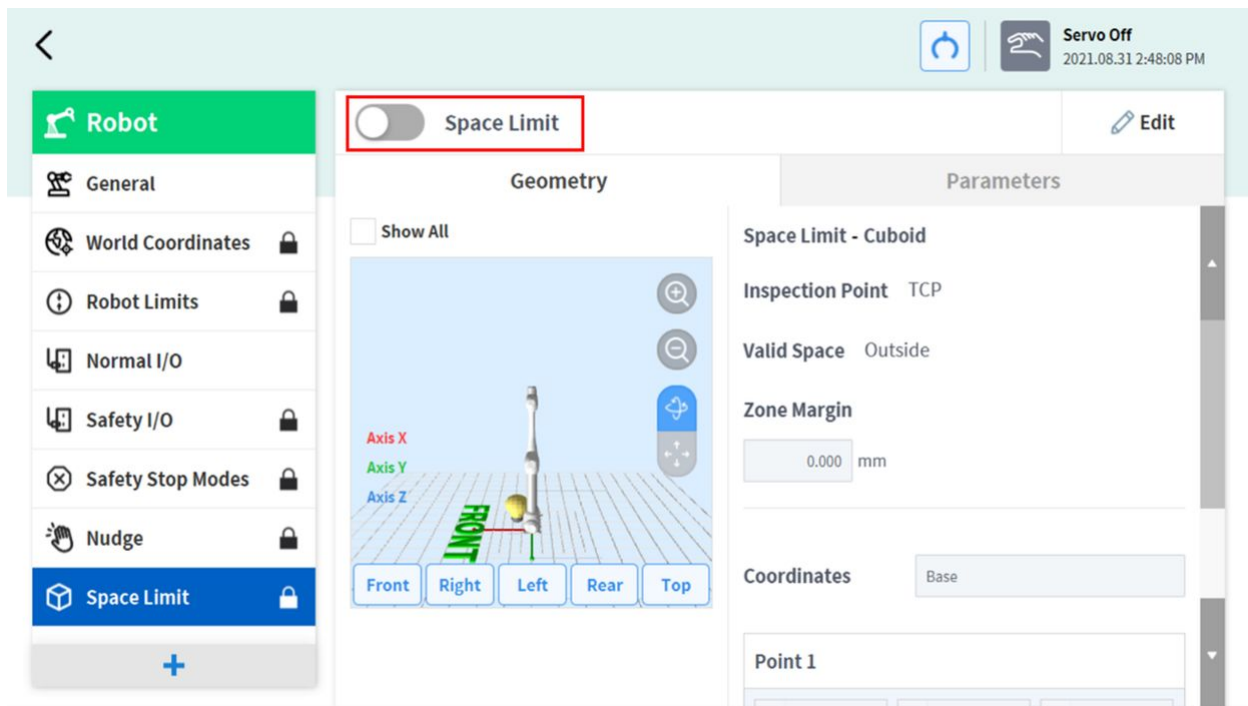 Servo Off
2021.08.31 2:48:08 PM
Robot
General
World Coordinates
Robot Limits
Normal I/O
Safety I/O
Safety Stop Modes
Nudge
Space Limit
+
Space Limit
Edit
Geometry
Parameters
Show All
Axis X
Axis Y
Axis Z
FRONT
Front Right Left Rear Top
Space Limit - Cuboid
Inspection Point TCP
Valid Space Outside
Zone Margin
0.000 mm
Coordinates Base
Point 1